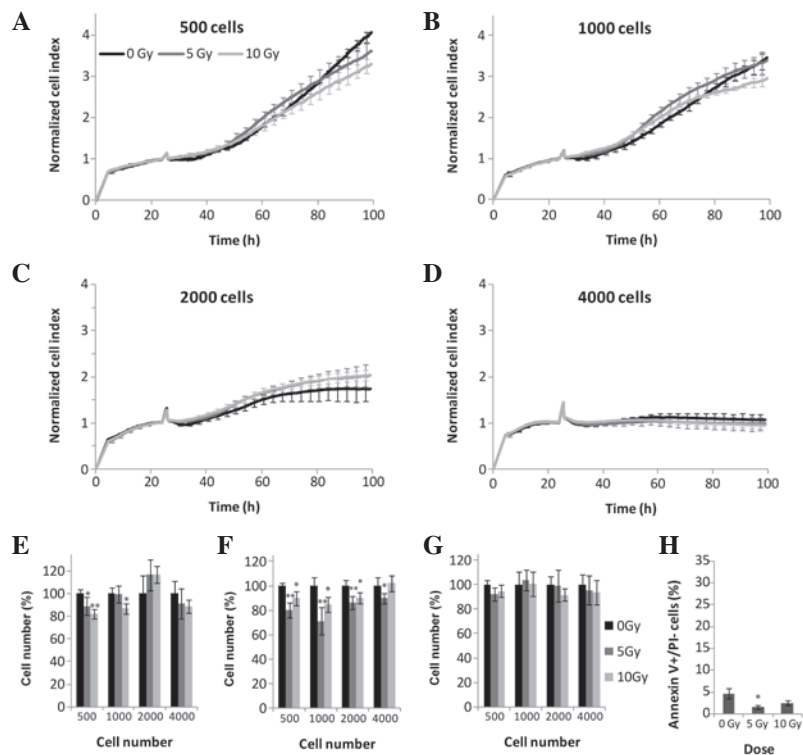 A
500 cells
0 Gy 5 Gy 10 Gy
Normalized cell index
4
3
2
1
0
0 20 40 60 80 100
Time (h)
B
1000 cells
Normalized cell index
4
3
2
1
0
0 20 40 60 80 100
Time (h)
C
2000 cells
Normalized cell index
4
3
2
1
0
0 20 40 60 80 100
Time (h)
D
4000 cells
Normalized cell index
4
3
2
1
0
0 20 40 60 80 100
Time (h)
E
Cell number (%)
120
100
80
60
40
20
0
* ** *
500 1000 2000 4000
Cell number
F
Cell number (%)
120
100
80
60
40
20
0
** * ** * ** * *
500 1000 2000 4000
Cell number
G
Cell number (%)
120
100
80
60
40
20
0
500 1000 2000 4000
Cell number
0Gy
5Gy
10Gy
H
Annexin V+/PI- cells (%)
35
30
25
20
15
10
5
0
*
0 Gy 5 Gy 10 Gy
Dose